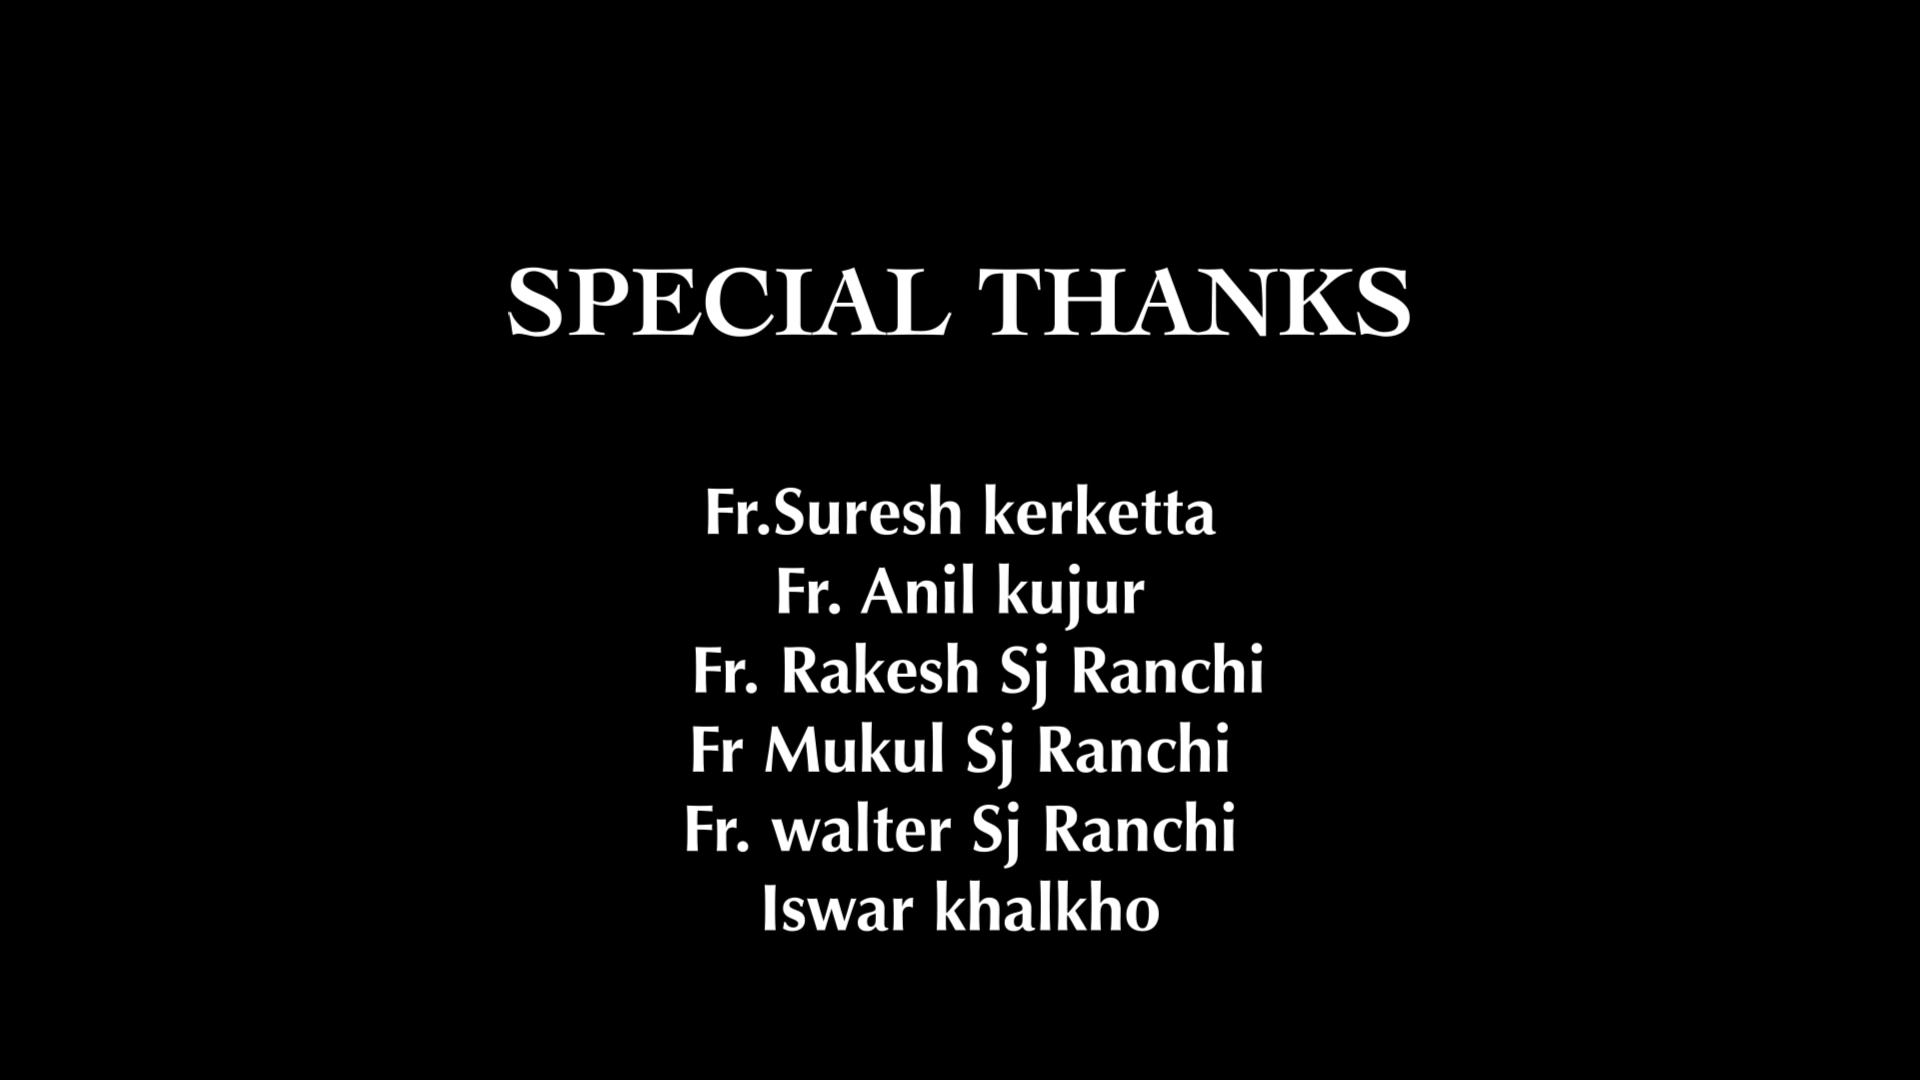 SPECIAL THANKS
Fr.Suresh kerketta
Fr. Anil kujur
Fr. Rakesh Sj Ranchi
Fr Mukul Sj Ranchi
Fr. walter Sj Ranchi
Iswar khalkho